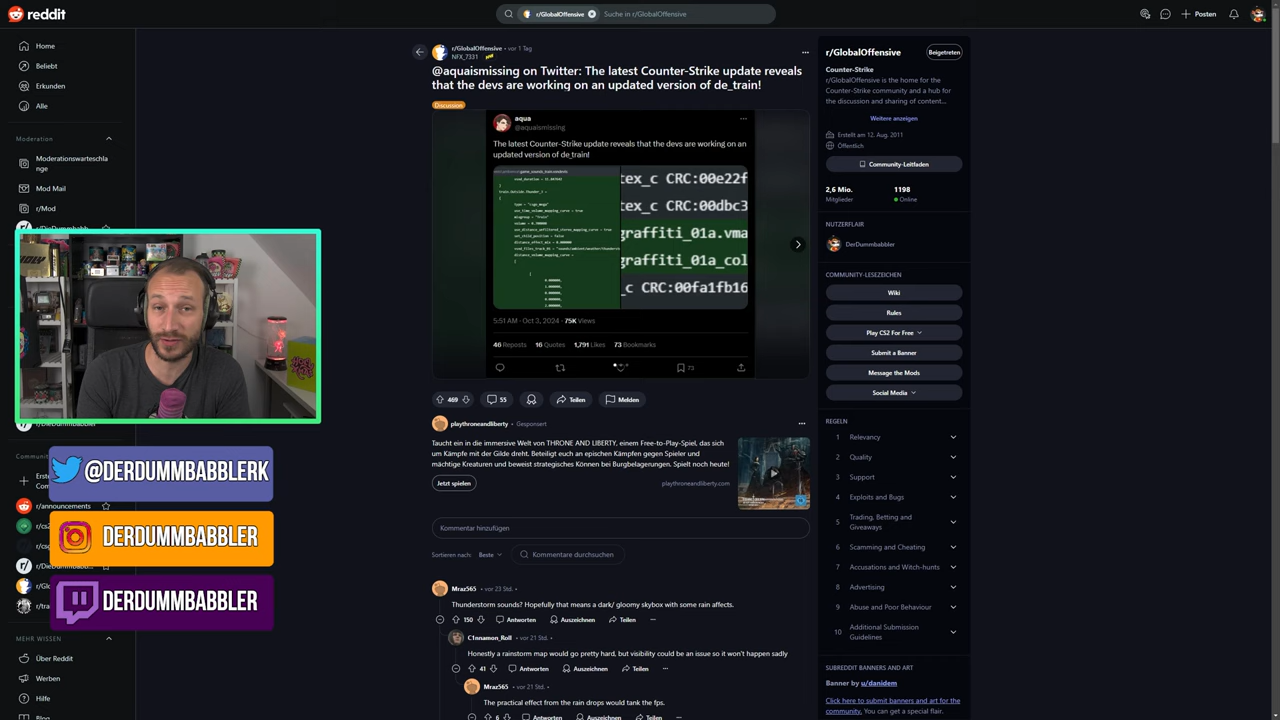 reddit
r/GlobalOffensive
Suche in r/GlobalOffensive
Posten
Home
Beliebt
Erkunden
Alle
Moderation
Moderationswarteschla
nge
Mod Mail
r/Mod
@DERDUMMBABBLERK
DERDUMMBABBLER
DERDUMMBABBLER
r/announcements
MEHR WISSEN
Über Reddit
Werben
Hilfe
r/GlobalOffensive • vor 1 Tag
NFX_7331
@aquaismissing on Twitter: The latest Counter-Strike update reveals
that the devs are working on an updated version of de_train!
Discussion
aqua
@aquaismissing
The latest Counter-Strike update reveals that the devs are working on an
updated version of de_train!
tex_c CRC:00e22f
tex_c CRC:00dbc3
graffiti_01a.vma
graffiti_01a_col
_c CRC:00fa1fb16
5:51 AM · Oct 3, 2024 · 75K Views
46 Reposts 16 Quotes 1,791 Likes 73 Bookmarks
73
469 55 Teilen Melden
playthroneandliberty • Gesponsert
Taucht ein in die immersive Welt von THRONE AND LIBERTY, einem Free-to-Play-Spiel, das sich
um Kämpfe mit der Gilde dreht. Beteiligt euch an epischen Kämpfen gegen Spieler und
mächtige Kreaturen und beweist strategisches Können bei Burgbelagerungen. Spielt noch heute!
Jetzt spielen
playthroneandliberty.com
Kommentar hinzufügen
Sortieren nach: Beste Kommentare durchsuchen
Mraz565 • vor 23 Std.
Thunderstorm sounds? Hopefully that means a dark/ gloomy skybox with some rain affects.
150 Antworten Auszeichnen Teilen
C1nnamon_Roll • vor 21 Std.
Honestly a rainstorm map would go pretty hard, but visibility could be an issue so it won't happen sadly
41 Antworten Auszeichnen Teilen
Mraz565 • vor 21 Std.
The practical effect from the rain drops would tank the fps.
6 Antworten Auszeichnen Teilen
r/GlobalOffensive
Beigetreten
Counter-Strike
r/GlobalOffensive is the home for the
Counter-Strike community and a hub for
the discussion and sharing of content...
Weitere anzeigen
Erstellt am 12. Aug. 2011
Öffentlich
Community-Leitfaden
2,6 Mio. 1198
Mitglieder Online
NUTZERFLAIR
DerDummbabbler
COMMUNITY-LESEZEICHEN
Wiki
Rules
Play CS2 For Free
Submit a Banner
Message the Mods
Social Media
REGELN
1 Relevancy
2 Quality
3 Support
4 Exploits and Bugs
5 Trading, Betting and
Giveaways
6 Scamming and Cheating
7 Accusations and Witch-hunts
8 Advertising
9 Abuse and Poor Behaviour
10 Additional Submission
Guidelines
SUBREDDIT BANNERS AND ART
Banner by u/danidem
Click here to submit banners and art for the
community. You can get a special flair.